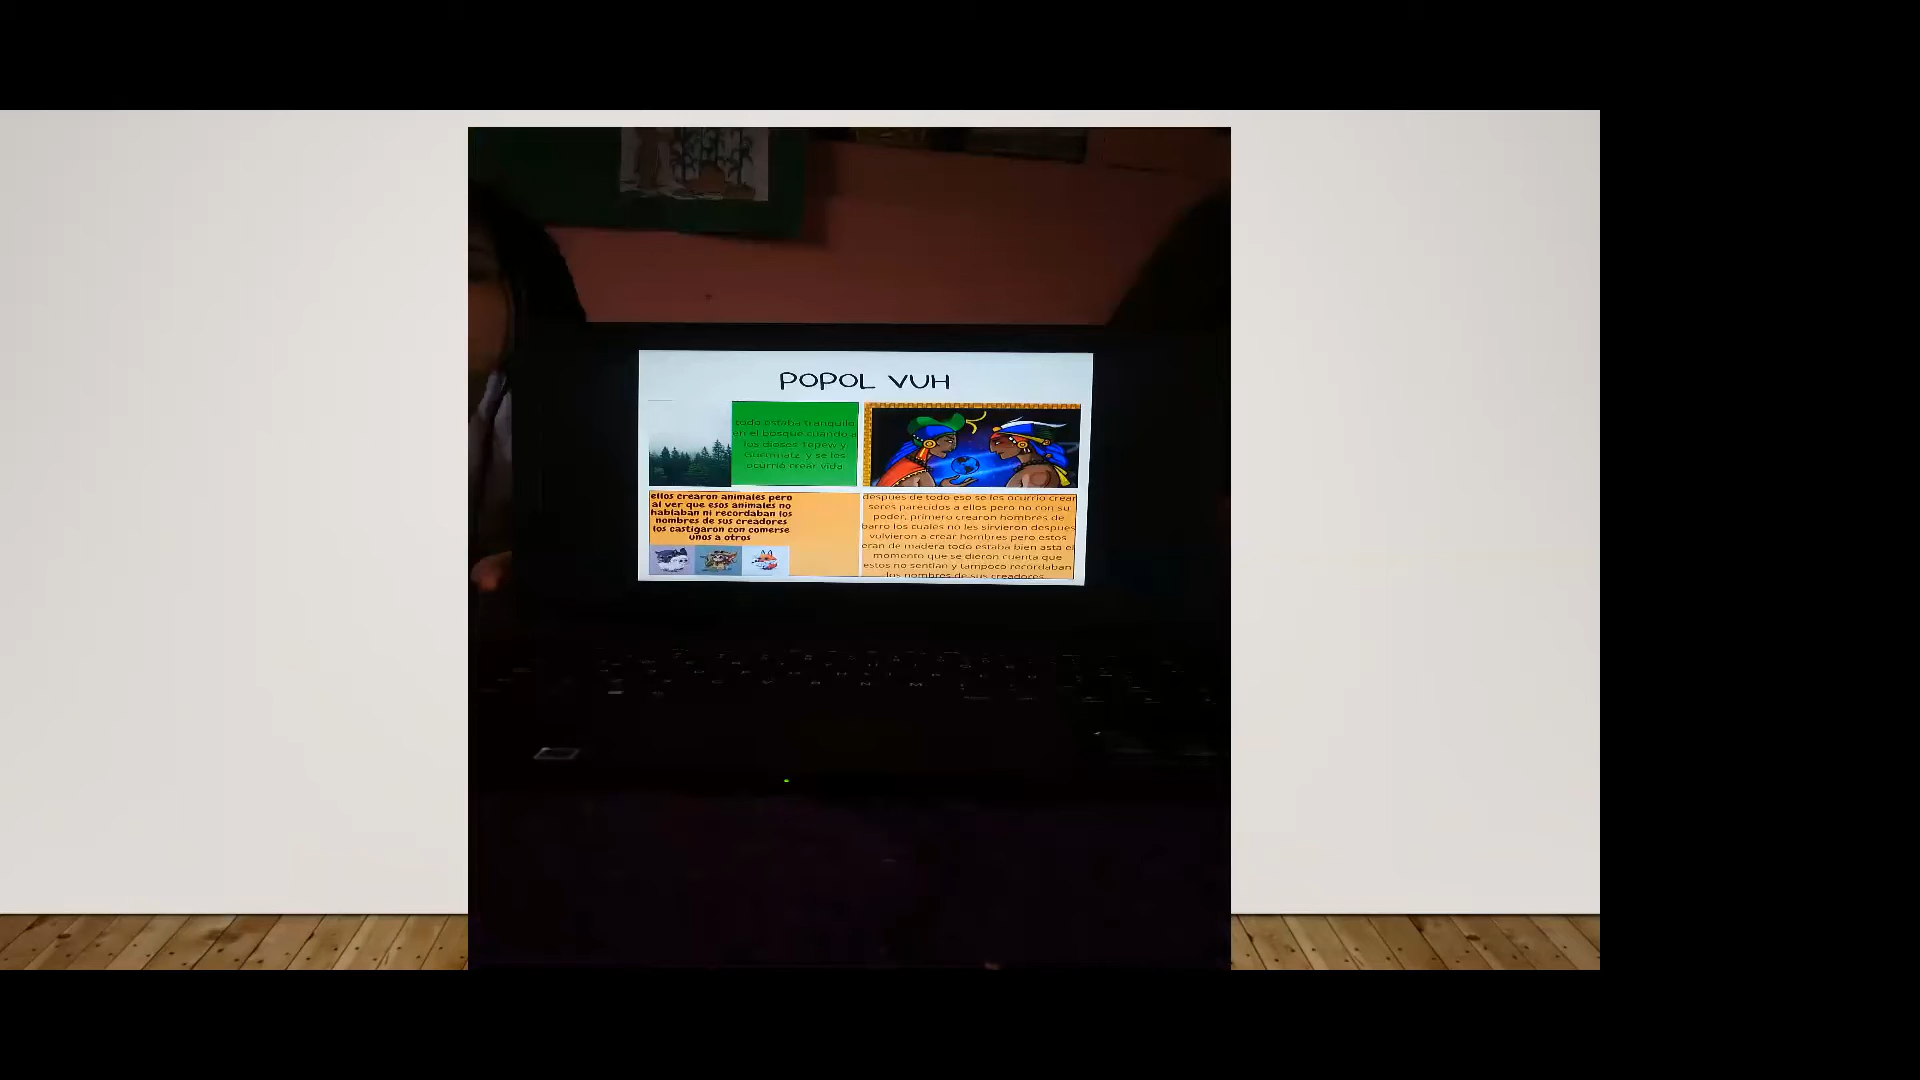 POPOL VUH
todo estaba tranquilo
en el bosque cuando a
los dioses Tepew y
Gucumatz y se les
ocurrió crear vida
ellos crearon animales pero
al ver que esos animales no
hablaban ni recordaban los
nombres de sus creadores
los castigaron con comerse
unos a otros
despues de todo eso se les ocurrio crear
seres parecidos a ellos pero no con su
poder, primero crearon hombres de
barro los cuales no les sirvieron despues
vulvieron a crear hombres pero estos
eran de madera todo estaba bien asta el
momento que se dieron cuenta que
estos no sentian y tampoco recordaban
los nombres de sus creadores